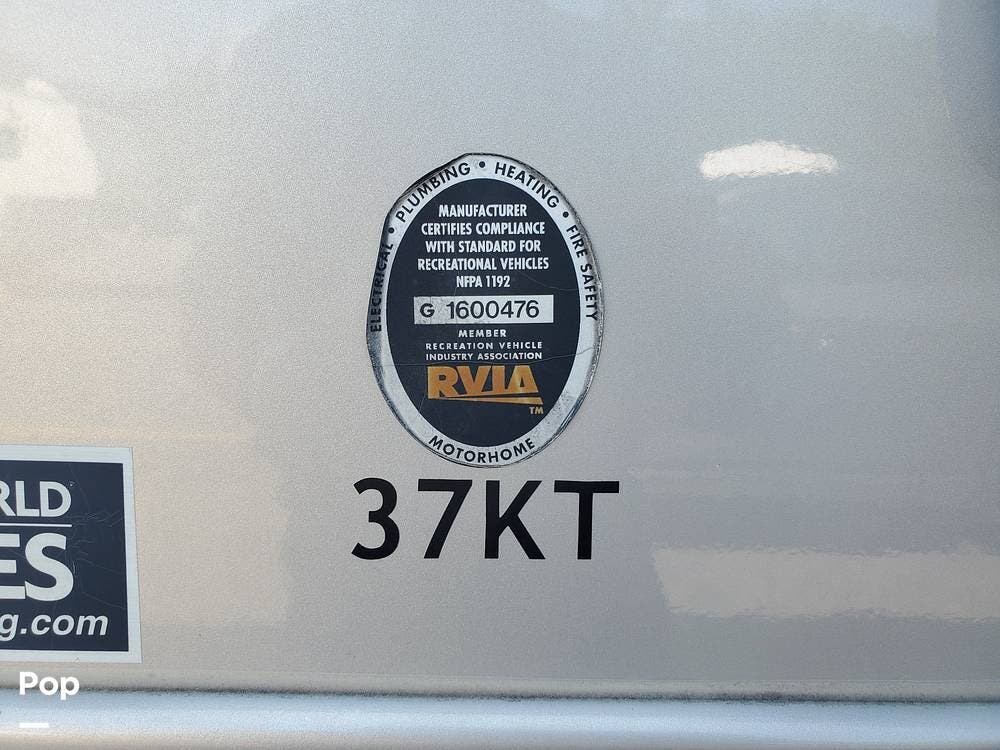 ELECTRICAL • PLUMBING • HEATING • FIRE SAFETY
MANUFACTURER
CERTIFIES COMPLIANCE
WITH STANDARD FOR
RECREATIONAL VEHICLES
NFPA 1192
G 1600476
MEMBER
RECREATION VEHICLE
INDUSTRY ASSOCIATION
RVIA
TM
MOTORHOME
37KT
RLD
ES
g.com
Pop